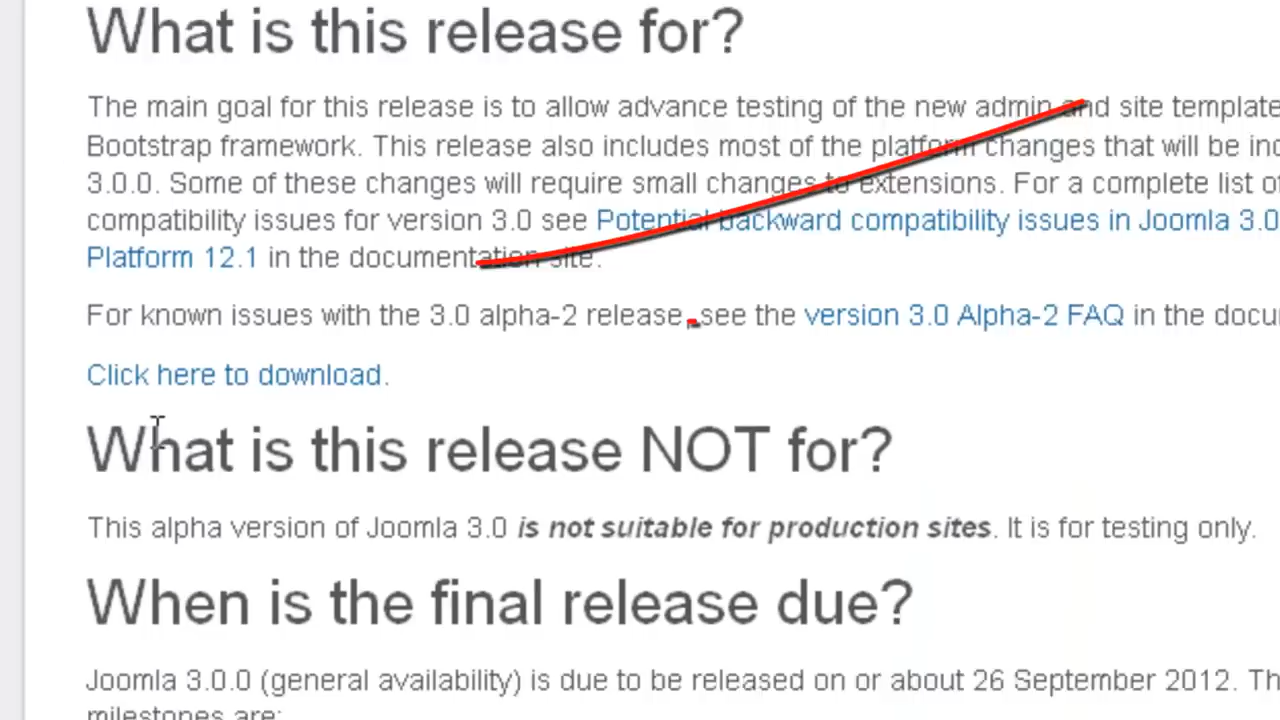 What is this release for?
The main goal for this release is to allow advance testing of the new admin and site template
Bootstrap framework. This release also includes most of the platform changes that will be inc
3.0.0. Some of these changes will require small changes to extensions. For a complete list of
compatibility issues for version 3.0 see Potential backward compatibility issues in Joomla 3.0
Platform 12.1 in the documentation site.
For known issues with the 3.0 alpha-2 release, see the version 3.0 Alpha-2 FAQ in the docu
Click here to download.
What is this release NOT for?
This alpha version of Joomla 3.0 is not suitable for production sites. It is for testing only.
When is the final release due?
Joomla 3.0.0 (general availability) is due to be released on or about 26 September 2012. Th
milestones are: